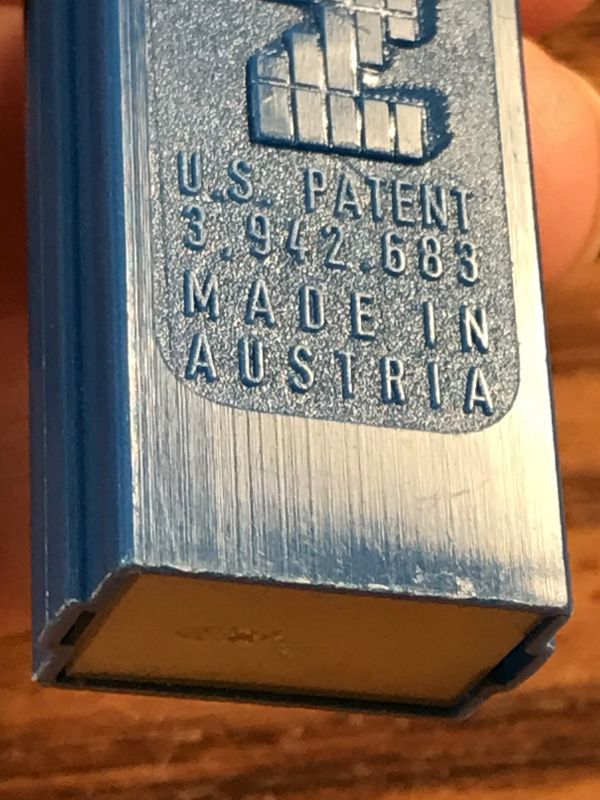 Z
U.S. PATENT
3.942.683
MADE IN
AUSTRIA